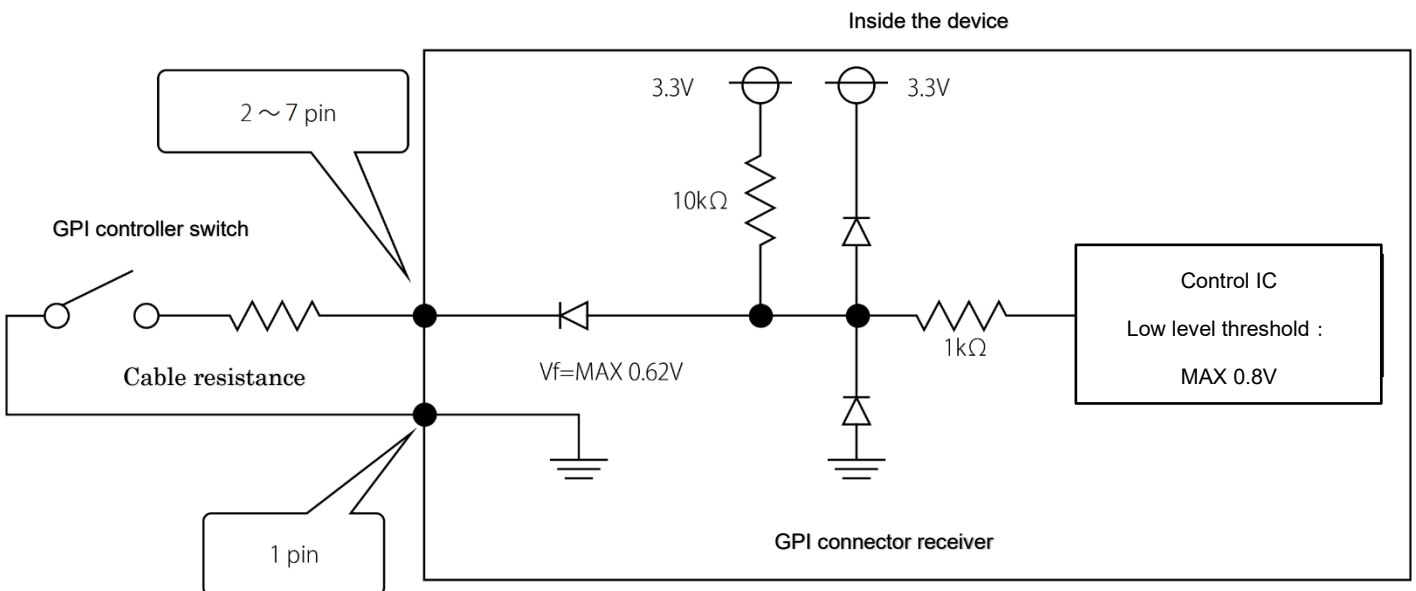 Inside the device
2～7 pin
3.3V
3.3V
10kΩ
GPI controller switch
Control IC
Low level threshold :
MAX 0.8V
1kΩ
Cable resistance
Vf=MAX 0.62V
GPI connector receiver
1 pin